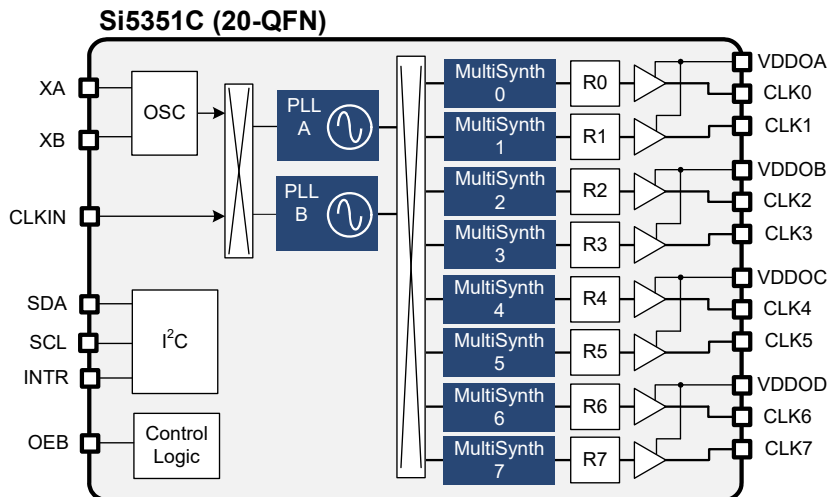 Si5351C (20-QFN)
XA
XB
CLKIN
SDA
SCL
INTR
OEB
OSC
I²C
Control
Logic
PLL
A
PLL
B
MultiSynth
0
MultiSynth
1
MultiSynth
2
MultiSynth
3
MultiSynth
4
MultiSynth
5
MultiSynth
6
MultiSynth
7
R0
R1
R2
R3
R4
R5
R6
R7
VDDOA
CLK0
CLK1
VDDOB
CLK2
CLK3
VDDOC
CLK4
CLK5
VDDOD
CLK6
CLK7